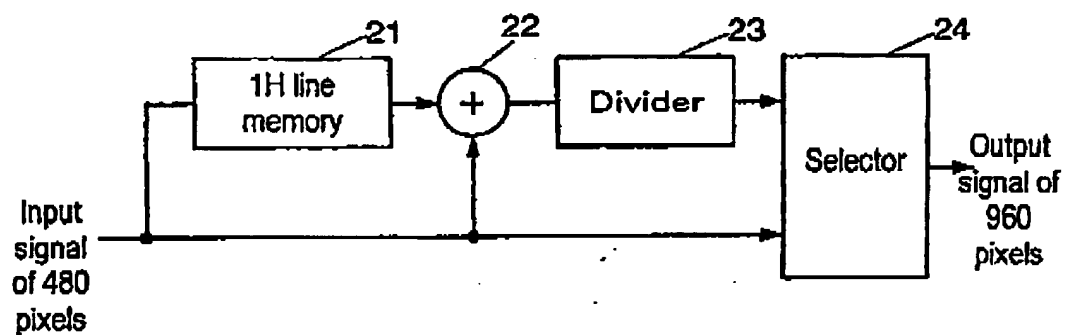 21
22
23
24
1H line
memory
+
Divider
Selector
Input
signal
of 480
pixels
Output
signal of
960
pixels